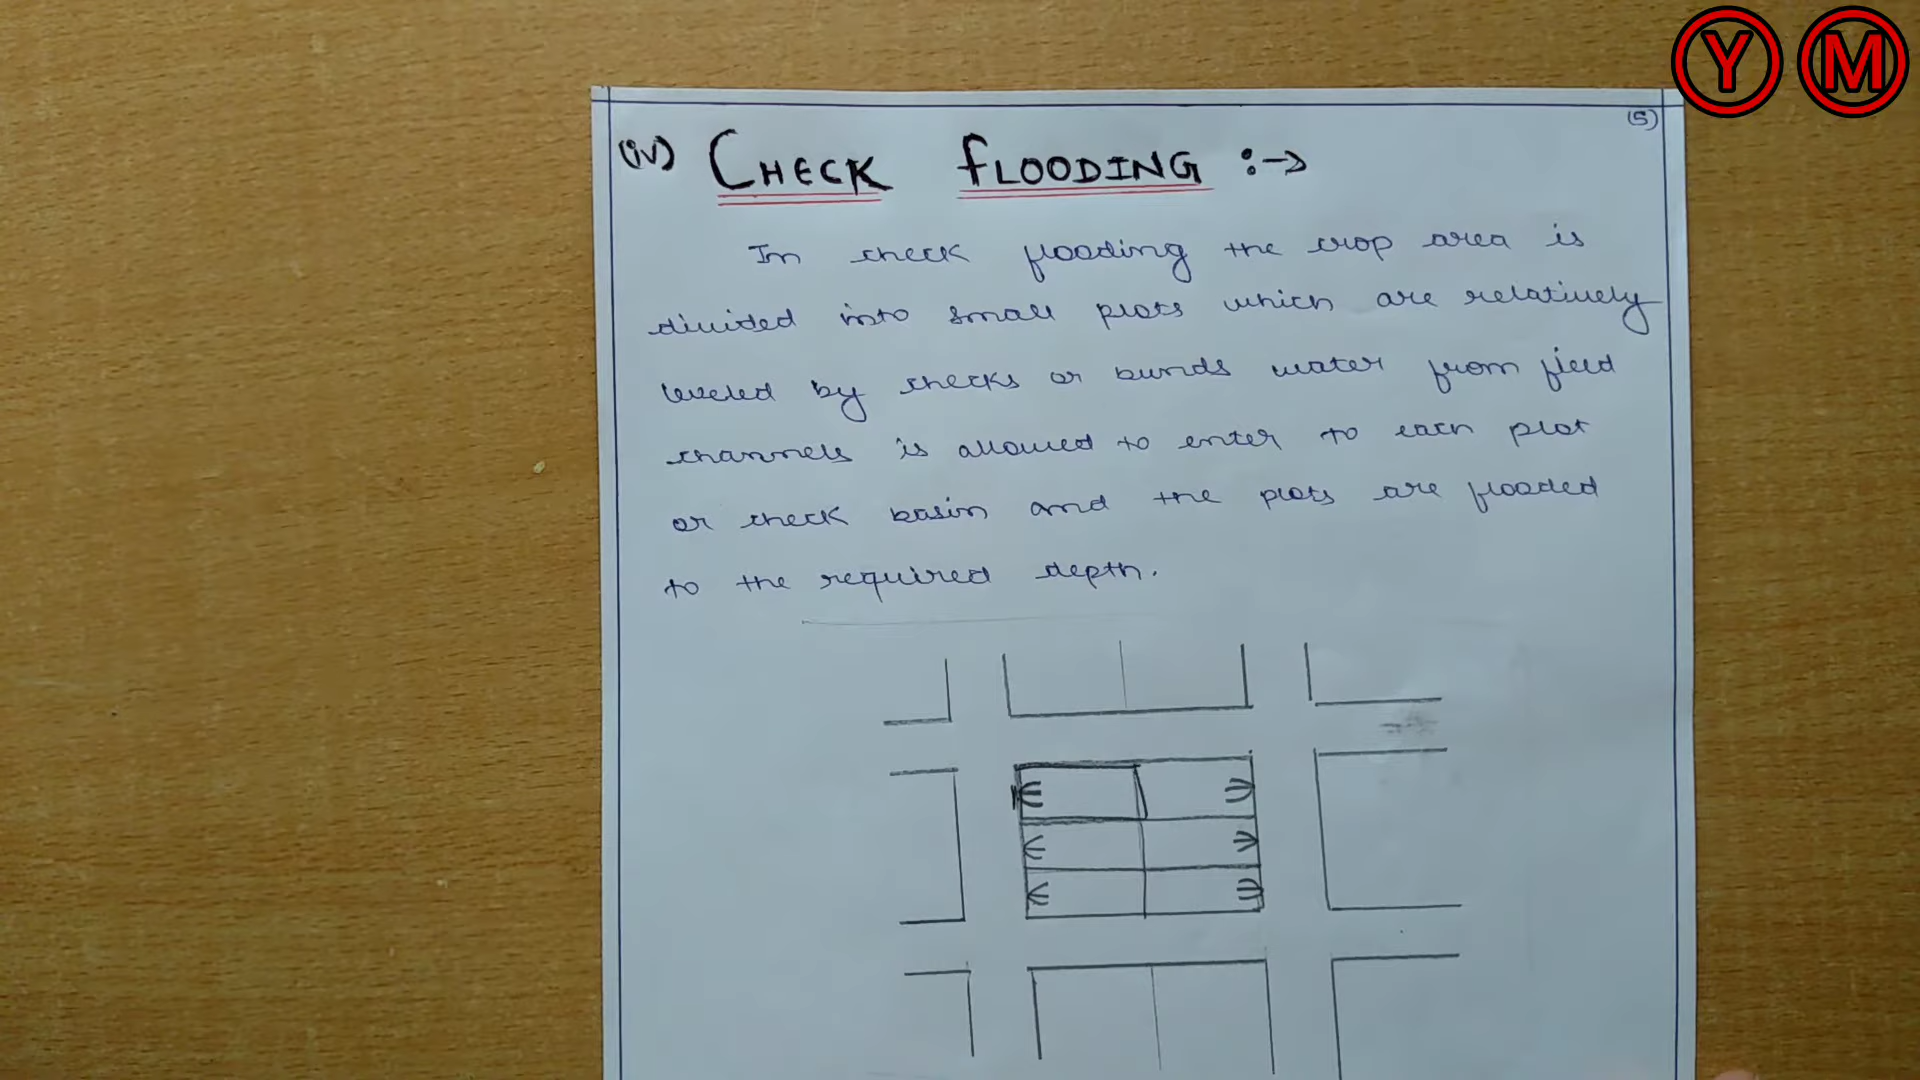 Y M
(5)
(iv) CHECK FLOODING :->
In check flooding the crop area is
divided into small plots which are relatively
leveled by checks or bunds water from field
channels is allowed to enter to each plot
or check basin and the plots are flooded
to the required depth.